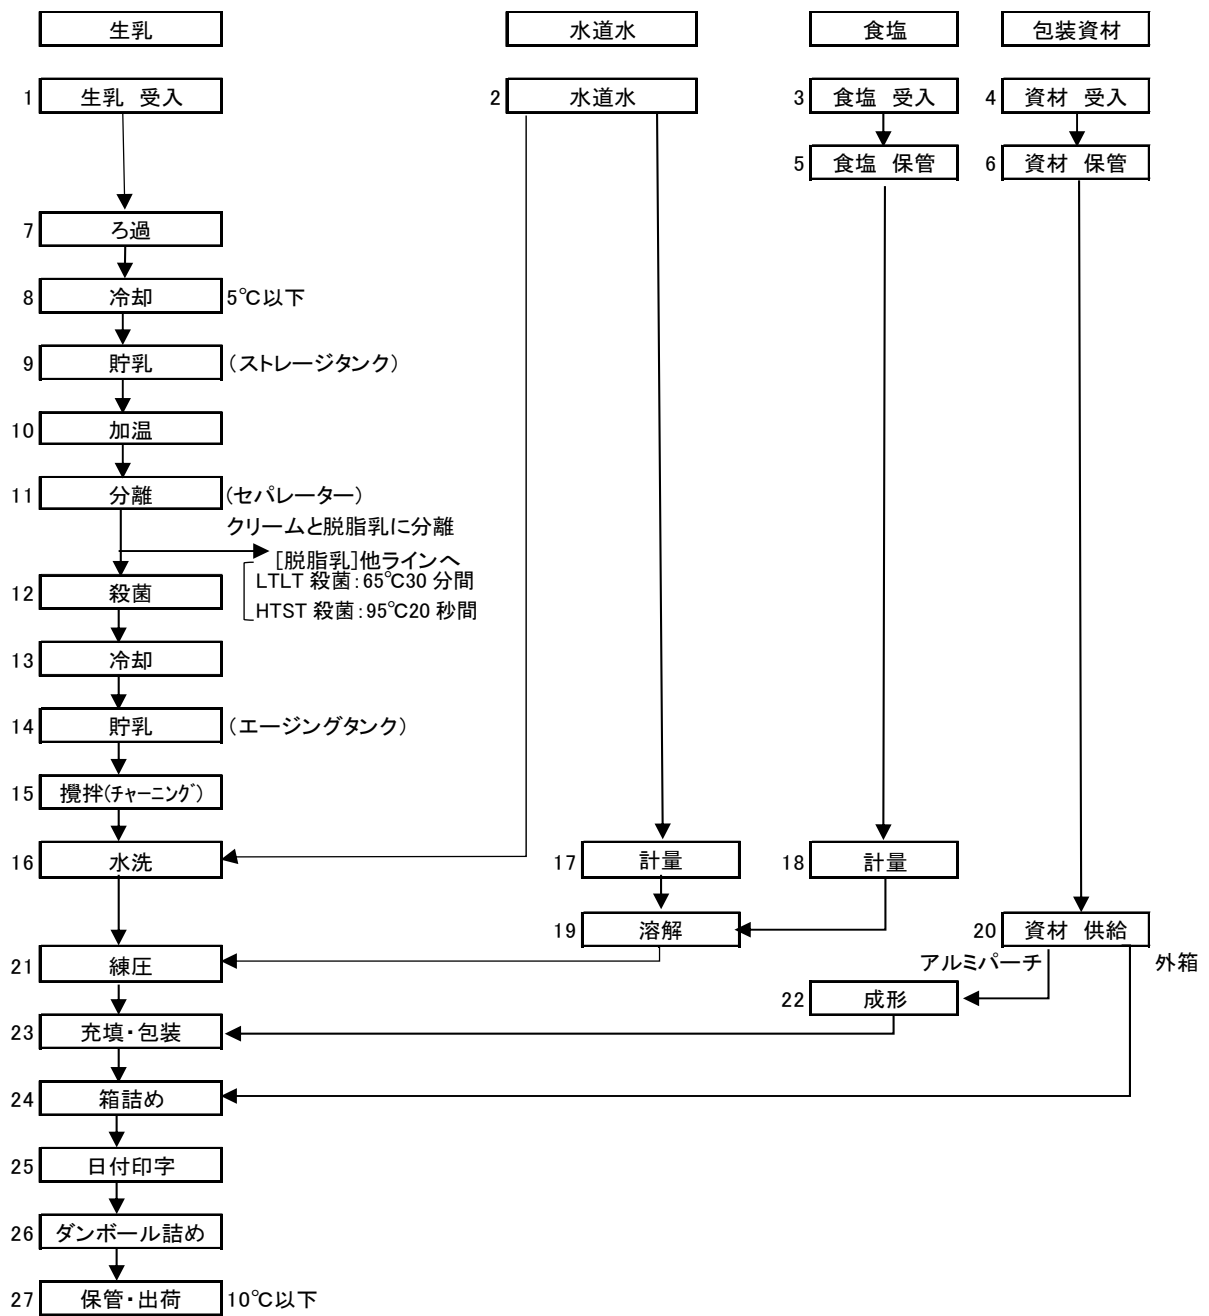 生乳 水道水 食塩 包装資材
1 生乳 受入 2 水道水 3 食塩 受入 4 資材 受入
5 食塩 保管 6 資材 保管
7 ろ過
8 冷却 5℃以下
9 貯乳 (ストレージタンク)
10 加温
11 分離 (セパレーター)
クリームと脱脂乳に分離
[脱脂乳]他ラインへ
LTLT 殺菌:65℃30 分間
12 殺菌
HTST 殺菌:95℃20 秒間
13 冷却
14 貯乳 (エージングタンク)
15 攪拌(チャーニング)
16 水洗 17 計量 18 計量
19 溶解 20 資材 供給
アルミパーチ 外箱
21 練圧
22 成形
23 充填・包装
24 箱詰め
25 日付印字
26 ダンボール詰め
27 保管・出荷 10℃以下